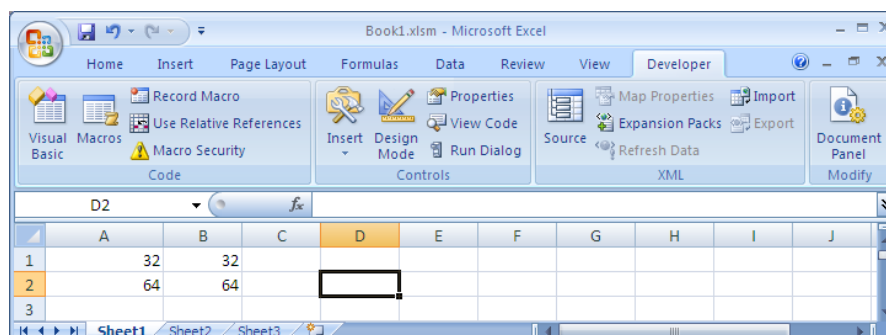 Book1.xlsm - Microsoft Excel
Home Insert Page Layout Formulas Data Review View Developer
Visual Basic
Macros
Record Macro
Use Relative References
Macro Security
Code
Insert
Design Mode
Properties
View Code
Run Dialog
Controls
Source
Map Properties
Expansion Packs
Refresh Data
Import
Export
XML
Document Panel
Modify
D2 fx
A B C D E F G H I J
1 32 32
2 64 64
3
Sheet1 Sheet2 Sheet3